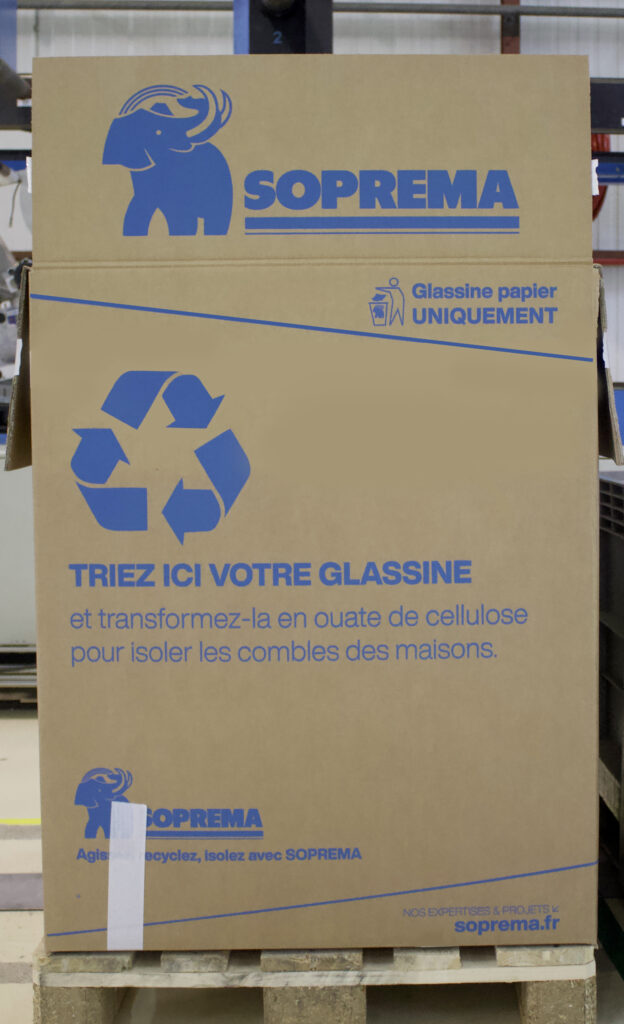 2
SOPREMA
Glassine papier
UNIQUEMENT
TRIEZ ICI VOTRE GLASSINE
et transformez-la en ouate de cellulose
pour isoler les combles des maisons.
SOPREMA
recyclez, isolez avec SOPREMA
NOS EXPERTISES & PROJETS
soprema.fr